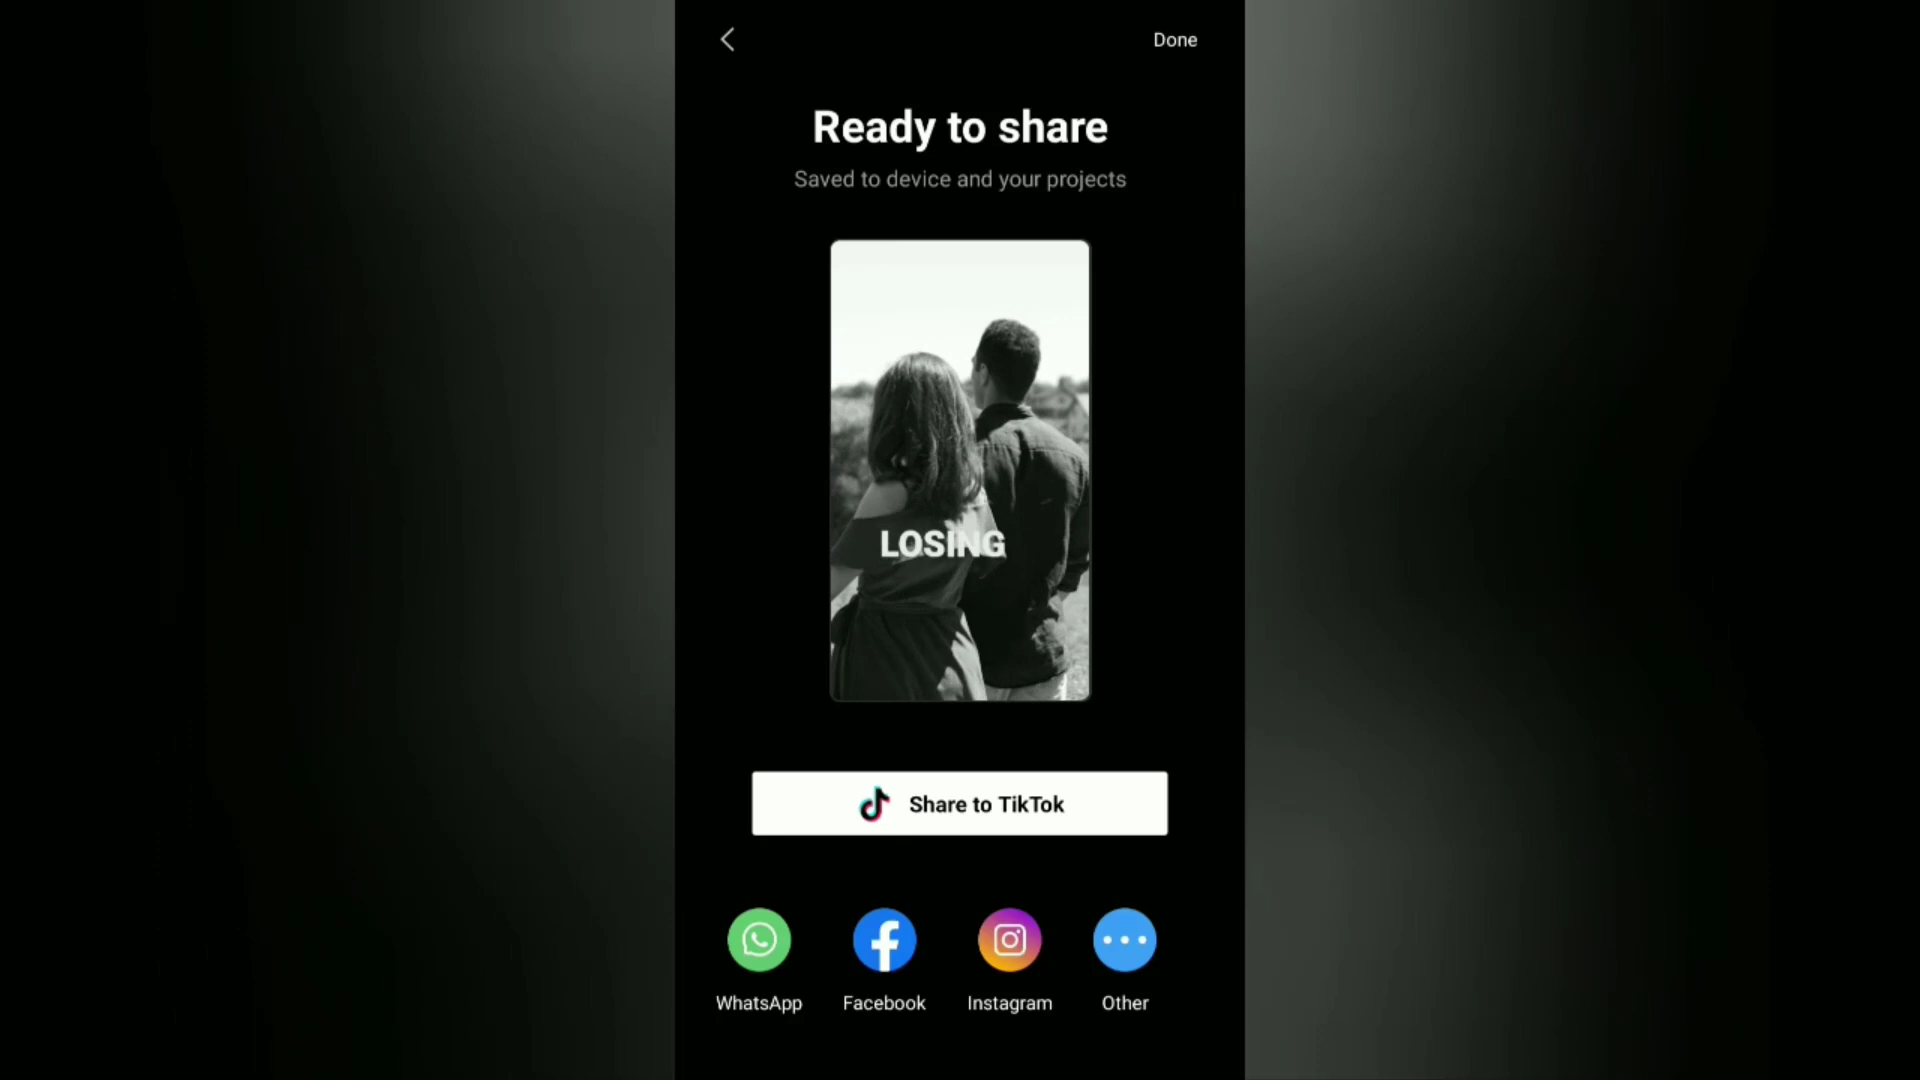 Done
Ready to share
Saved to device and your projects
LOSING
Share to TikTok
WhatsApp
Facebook
Instagram
Other